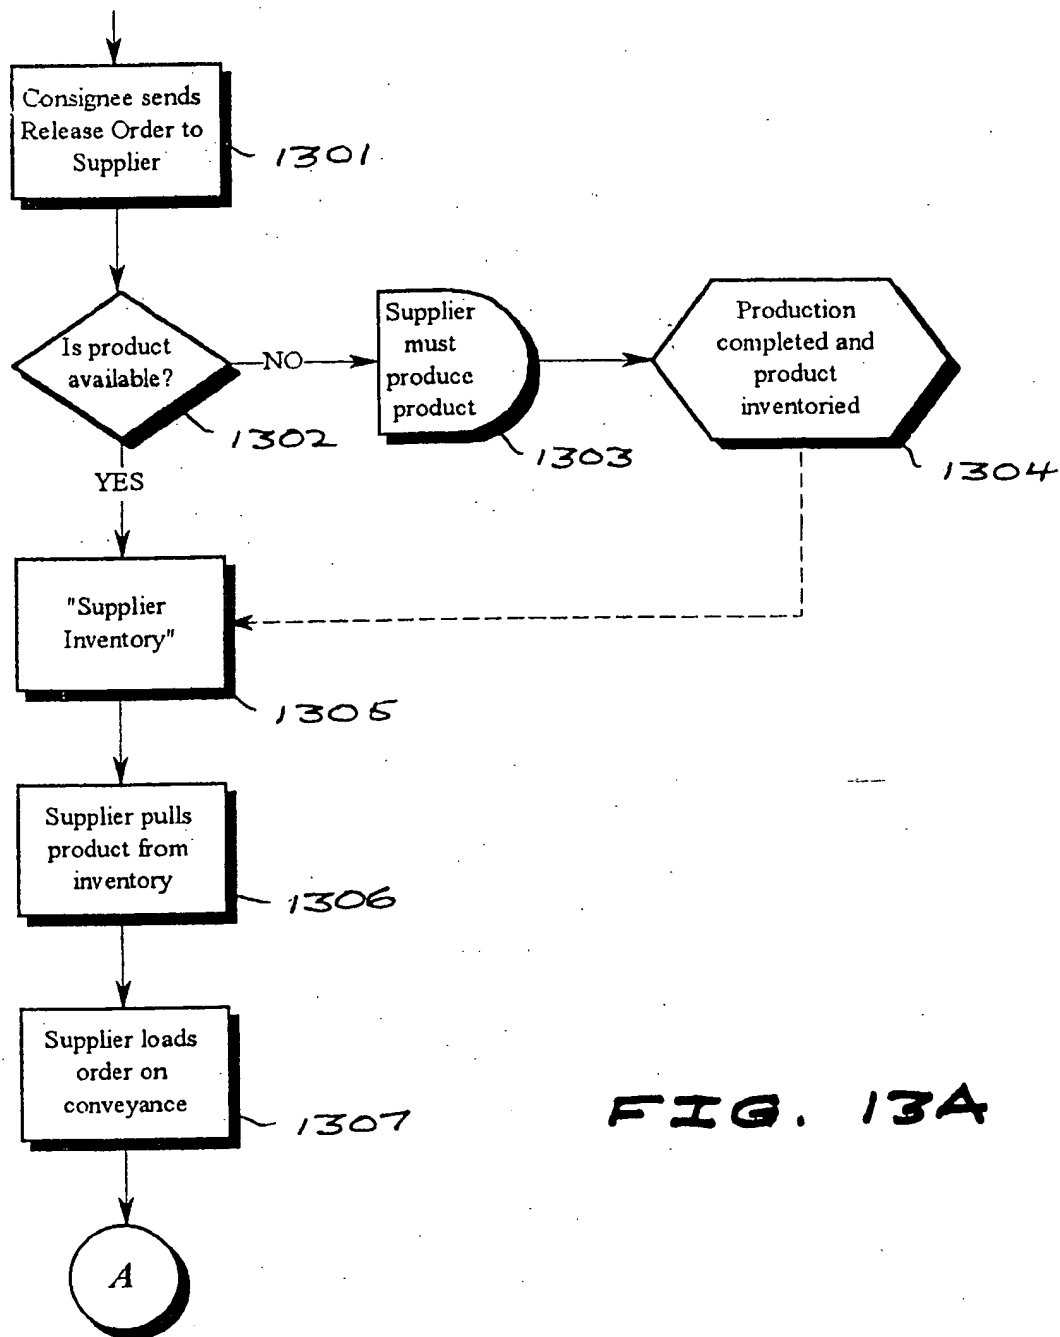 Consignee sends
Release Order to
Supplier
1301
Is product
available?
NO
1302
YES
Supplier
must
produce
product
1303
Production
completed and
product
inventoried
1304
"Supplier
Inventory"
1305
Supplier pulls
product from
inventory
1306
Supplier loads
order on
conveyance
1307
A
FIG. 13A